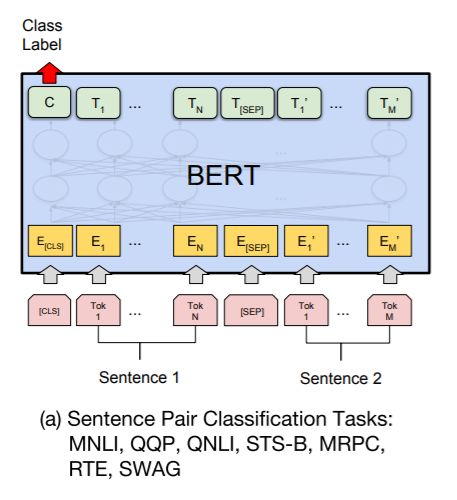 Class
Label
C T1 ... TN T[SEP] T1' ... TM'
...
BERT
...
E[CLS] E1 ... EN E[SEP] E1' ... EM'
[CLS] Tok 1 ... Tok N [SEP] Tok 1 ... Tok M
Sentence 1 Sentence 2
(a) Sentence Pair Classification Tasks:
MNLI, QQP, QNLI, STS-B, MRPC,
RTE, SWAG